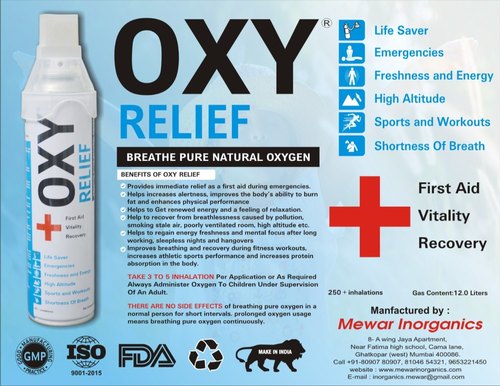 OXY
RELIEF
First Aid
Vitality
Recovery
Life Saver
Emergencies
Freshness and Energy
High Altitude
Sports and Workouts
Shortness Of Breath
OXY®
RELIEF
BREATHE PURE NATURAL OXYGEN
BENEFITS OF OXY RELIEF
Provides immediate relief as a first aid during emergencies.
Helps increases alertness, improves the body's ability to burn
fat and enhances physical performance
Helps to Get renewed energy and a feeling of relaxation.
Help to recover from breathlessness caused by pollution,
smoking stale air, poorly ventilated room, high altitude etc.
Helps to regain energy freshness and mental focus after long
working, sleepless nights and hangovers
Improves breathing and recovery during fitness workouts,
increases athletic sports performance and increase protein
absorption in the body.
TAKE 3 TO 5 INHALATION Per Application or As Required
Always Administer Oxygen To Children Under Supervision
Of An Adult.
THERE ARE NO SIDE EFFECTS of breathing pure oxygen in a
normal person for short intervals. prolonged oxygen usage
means breathing pure oxygen continuously.
Life Saver
Emergencies
Freshness and Energy
High Altitude
Sports and Workouts
Shortness Of Breath
First Aid
Vitality
Recovery
250 + inhalations
Gas Content:12.0 Liters
Manfactured by :
Mewar Inorganics
8- A wing Jaya Apartment,
Near Fatima high school, Cama lane,
Ghatkopar (west) Mumbai 400086.
Call +91-80907 80907, 81046 54321, 9653221450
website : www.mewarinorganics.com
E-mail : inorganics.mewar@gmail.com
GMP
ISO
9001-2015
FDA
MAKE IN INDIA